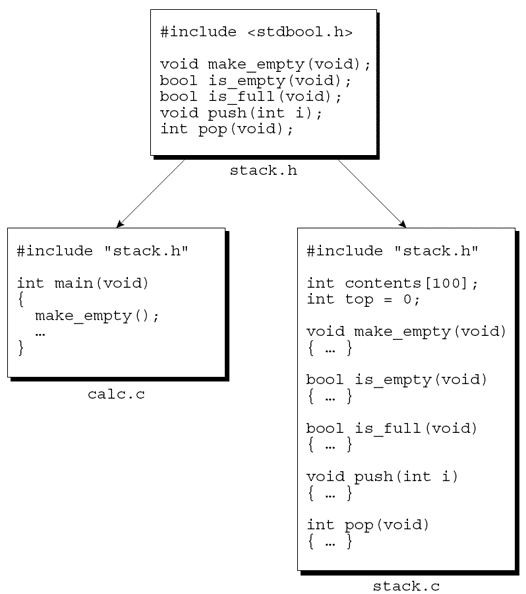 #include <stdbool.h>
void make_empty(void);
bool is_empty(void);
bool is_full(void);
void push(int i);
int pop(void);
stack.h
#include "stack.h"
int main(void)
{
make_empty();
…
}
calc.c
#include "stack.h"
int contents[100];
int top = 0;
void make_empty(void)
{ … }
bool is_empty(void)
{ … }
bool is_full(void)
{ … }
void push(int i)
{ … }
int pop(void)
{ … }
stack.c